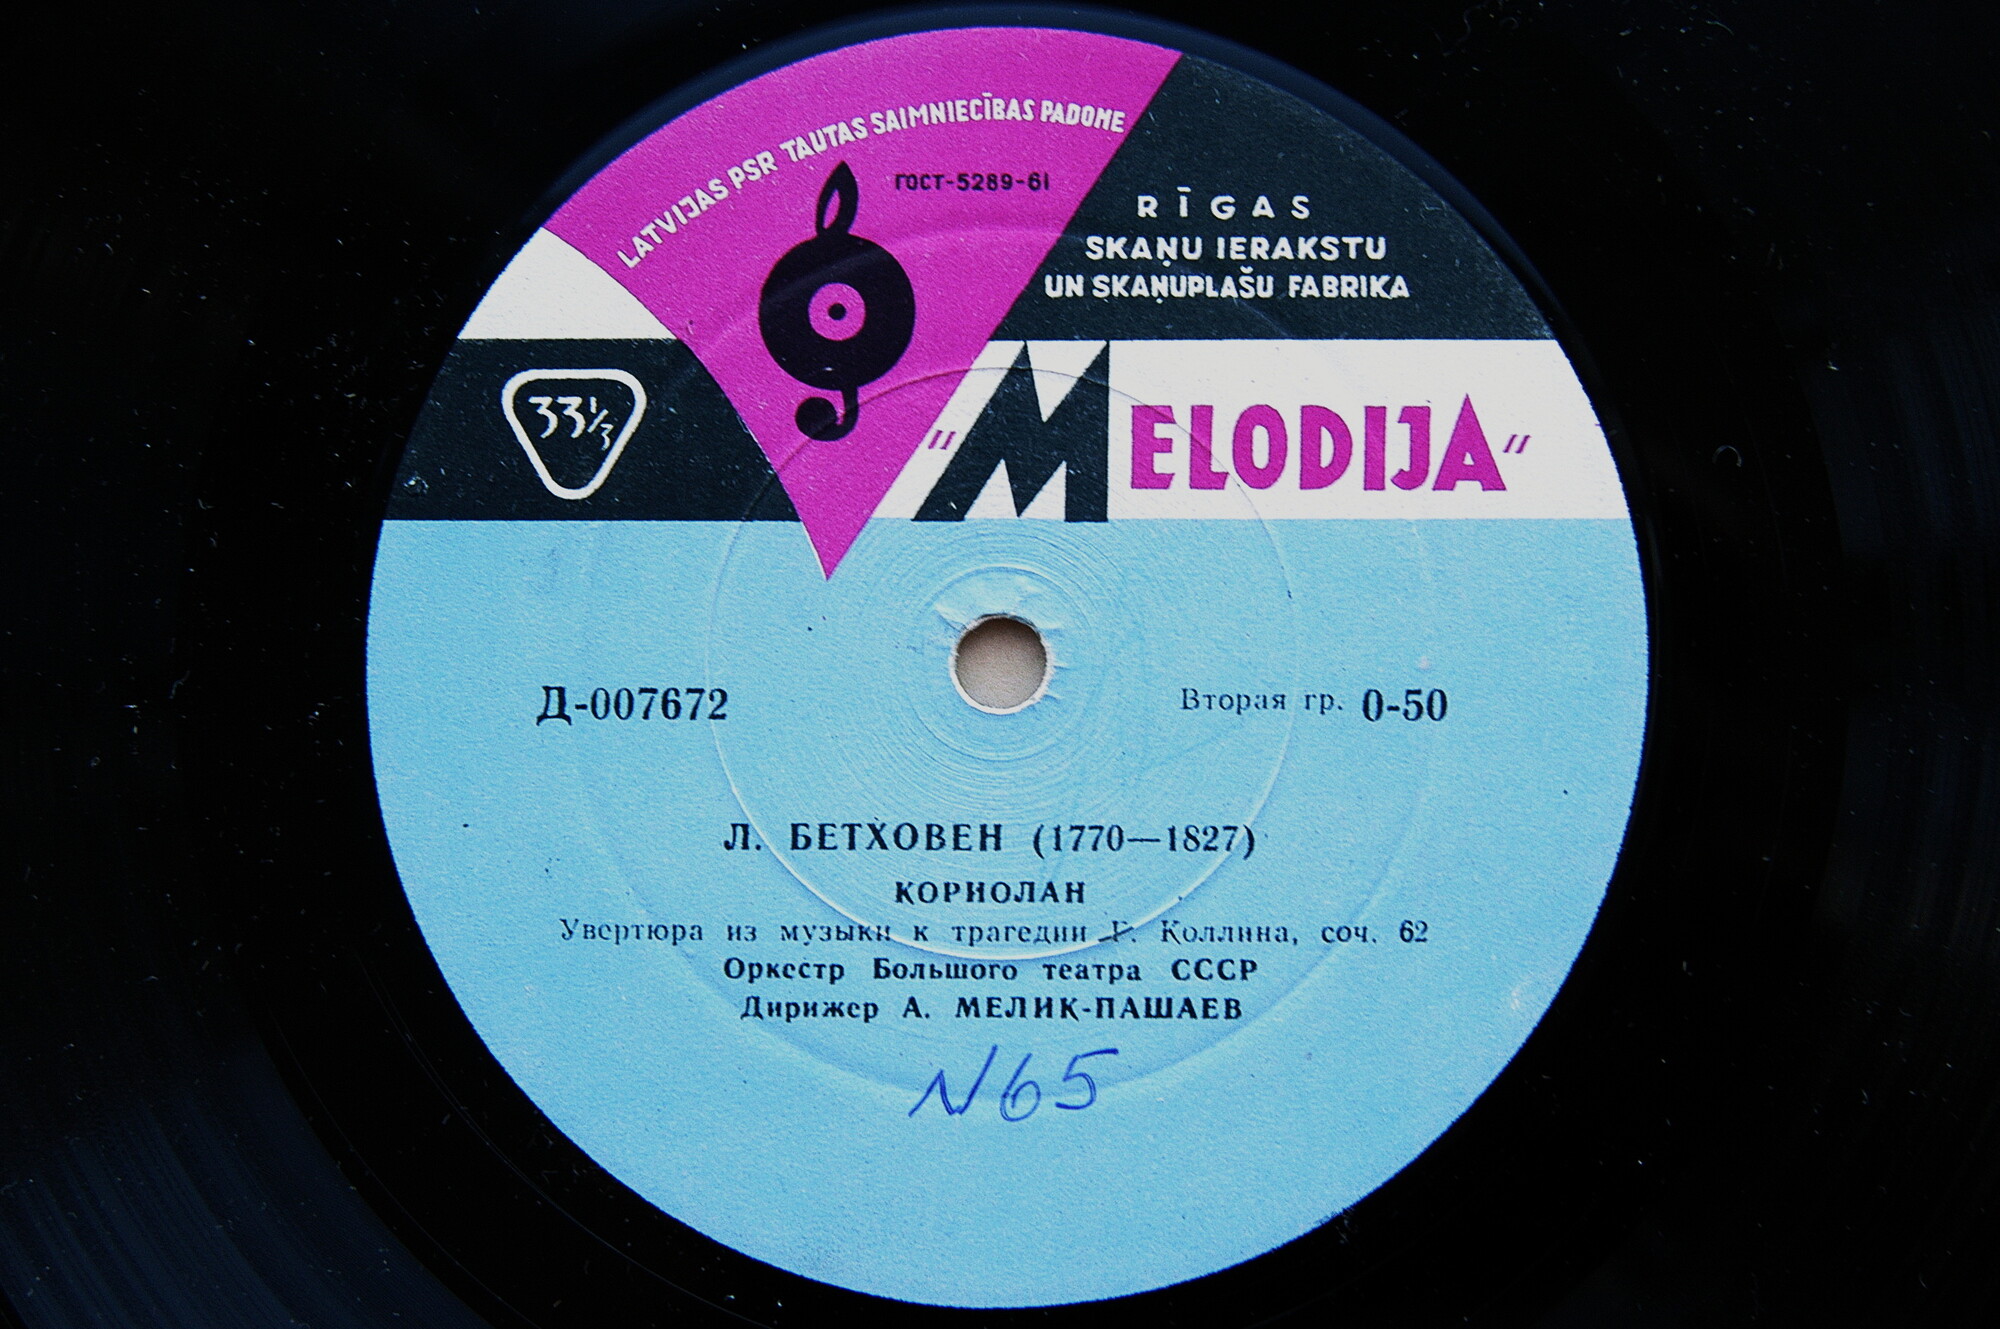 LATVIJAS PSR TAUTAS SAIMNIECĪBAS PADOME
ГОСТ-5289-61
RĪGAS
SKAŅU IERAKSTU
UN SKAŅUPLAŠU FABRIKA
33⅓
"MELODIJA"
Д-007672
Вторая гр. 0-50
Л. БЕТХОВЕН (1770—1827)
КОРИОЛАН
Увертюра из музыки к трагедии Г. Коллина, соч. 62
Оркестр Большого театра СССР
Дирижер А. МЕЛИК-ПАШАЕВ
N65